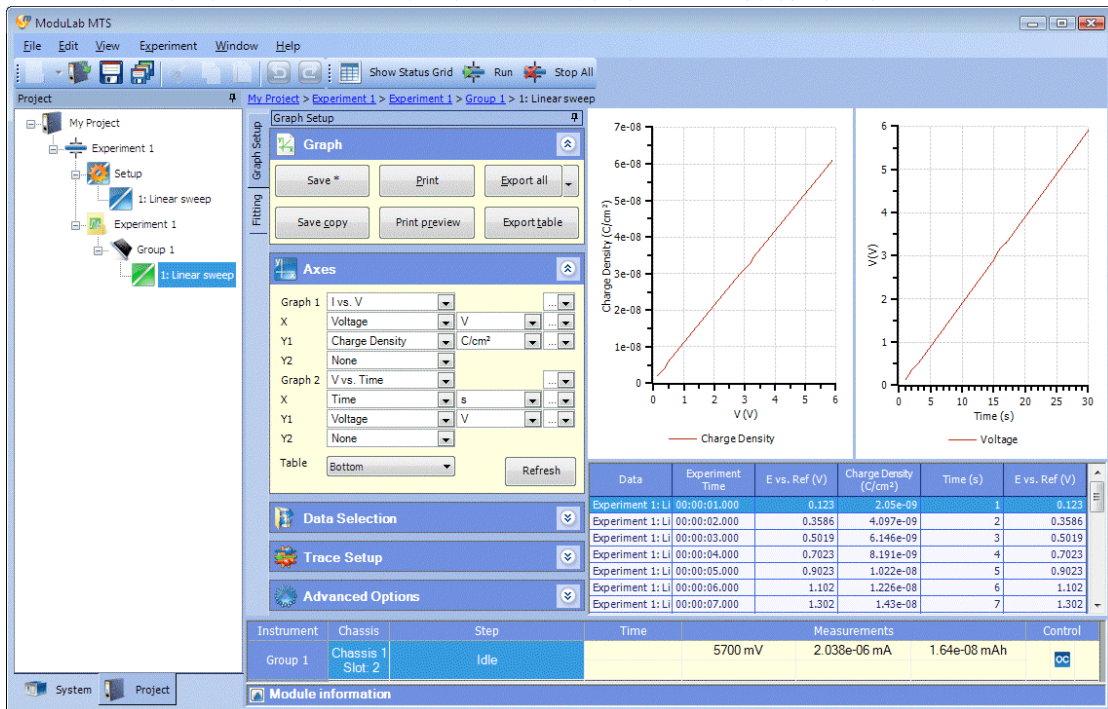 ModuLab MTS
File Edit View Experiment Window Help
Show Status Grid Run Stop All
Project
My Project > Experiment 1 > Experiment 1 > Group 1 > 1: Linear sweep
My Project
Experiment 1
Setup
1: Linear sweep
Experiment 1
Group 1
1: Linear sweep
System Project
Graph Setup
Fitting
Graph Setup
Graph
Save * Print Export all
Save copy Print preview Export table
Axes
Graph 1 I vs. V ...
X Voltage V ...
Y1 Charge Density C/cm² ...
Y2 None
Graph 2 V vs. Time ...
X Time s ...
Y1 Voltage V ...
Y2 None
Table Bottom Refresh
Data Selection
Trace Setup
Advanced Options
Charge Density (C/cm²)
7e-08
6e-08
5e-08
4e-08
3e-08
2e-08
1e-08
0
0 1 2 3 4 5 6
V (V)
Charge Density
V(V)
6
5
4
3
2
1
0
0 5 10 15 20 25 30
Time (s)
Voltage
Data Experiment Time E vs. Ref (V) Charge Density (C/cm²) Time (s) E vs. Ref (V)
Experiment 1: Li 00:00:01.000 0.123 2.05e-09 1 0.123
Experiment 1: Li 00:00:02.000 0.3586 4.097e-09 2 0.3586
Experiment 1: Li 00:00:03.000 0.5019 6.146e-09 3 0.5019
Experiment 1: Li 00:00:04.000 0.7023 8.191e-09 4 0.7023
Experiment 1: Li 00:00:05.000 0.9023 1.022e-08 5 0.9023
Experiment 1: Li 00:00:06.000 1.102 1.226e-08 6 1.102
Experiment 1: Li 00:00:07.000 1.302 1.43e-08 7 1.302
Instrument Chassis Step Time Measurements Control
Group 1 Chassis 1 Slot: 2 Idle 5700 mV 2.038e-06 mA 1.64e-08 mAh OC
Module information